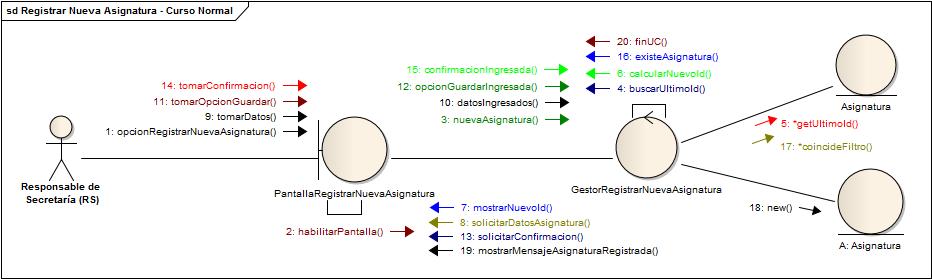 sd Registrar Nueva Asignatura - Curso Normal
20: finUC()
16: existeAsignatura()
15: confirmacionIngresada()
6: calcularNuevoId()
14: tomarConfirmacion()
12: opcionGuardarIngresada()
4: buscarUltimoId()
11: tomarOpcionGuardar()
10: datosIngresados()
9: tomarDatos()
3: nuevaAsignatura()
1: opcionRegistrarNuevaAsignatura()
Asignatura
5: *getUltimoId()
17: *coincideFiltro()
Responsable de
Secretaría (RS)
PantallaRegistrarNuevaAsignatura
GestorRegistrarNuevaAsignatura
7: mostrarNuevoId()
18: new()
8: solicitarDatosAsignatura()
2: habilitarPantalla()
13: solicitarConfirmacion()
19: mostrarMensajeAsignaturaRegistrada()
A: Asignatura